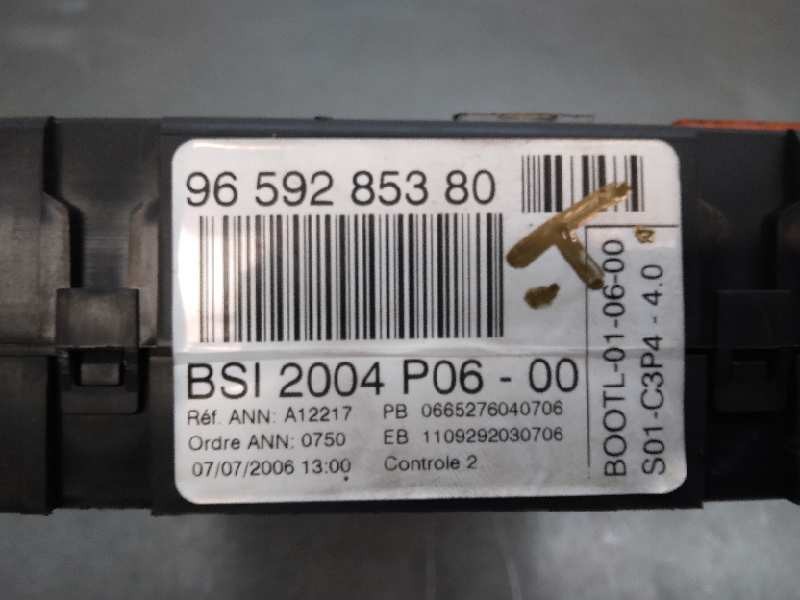 96 592 853 80
BSI 2004 P06 - 00
Réf. ANN: A12217 PB 0665276040706
Ordre ANN: 0750 EB 1109292030706
07/07/2006 13:00 Controle 2
BOOTL-01-06-00
S01-C3P4 - 4.0